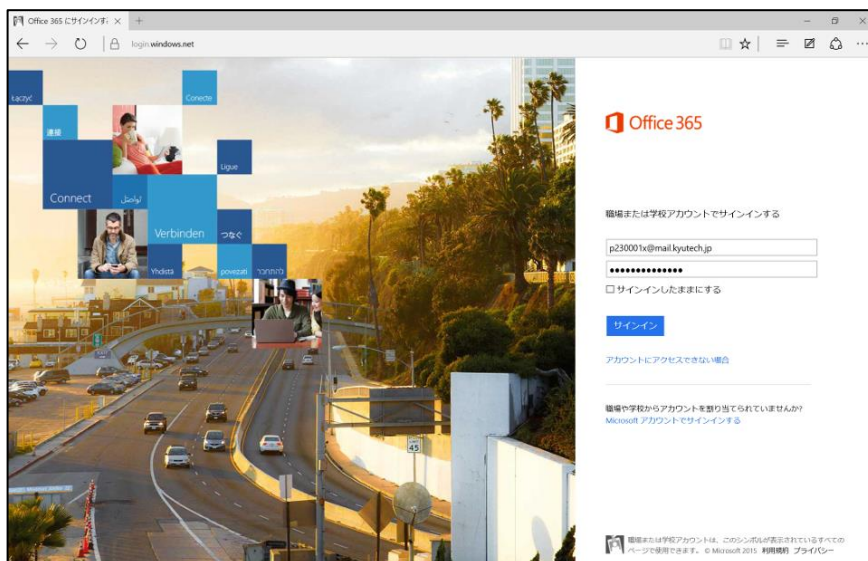 Office 365 にサインインす:
login.windows.net
Łączyć
Conecte
連接
Ligue
Connect
تواصل
Verbinden
つなぐ
Yhdistä
povezati
להתחבר
SPEED
LIMIT
45
Office 365
職場または学校アカウントでサインインする
p230001x@mail.kyutech.jp
••••••••••••••
サインインしたままにする
サインイン
アカウントにアクセスできない場合
職場や学校からアカウントを割り当てられていませんか?
Microsoft アカウントでサインインする
職場または学校アカウントは、このシンボルが表示されているすべての
ページで使用できます。 © Microsoft 2015 利用規約 プライバシー